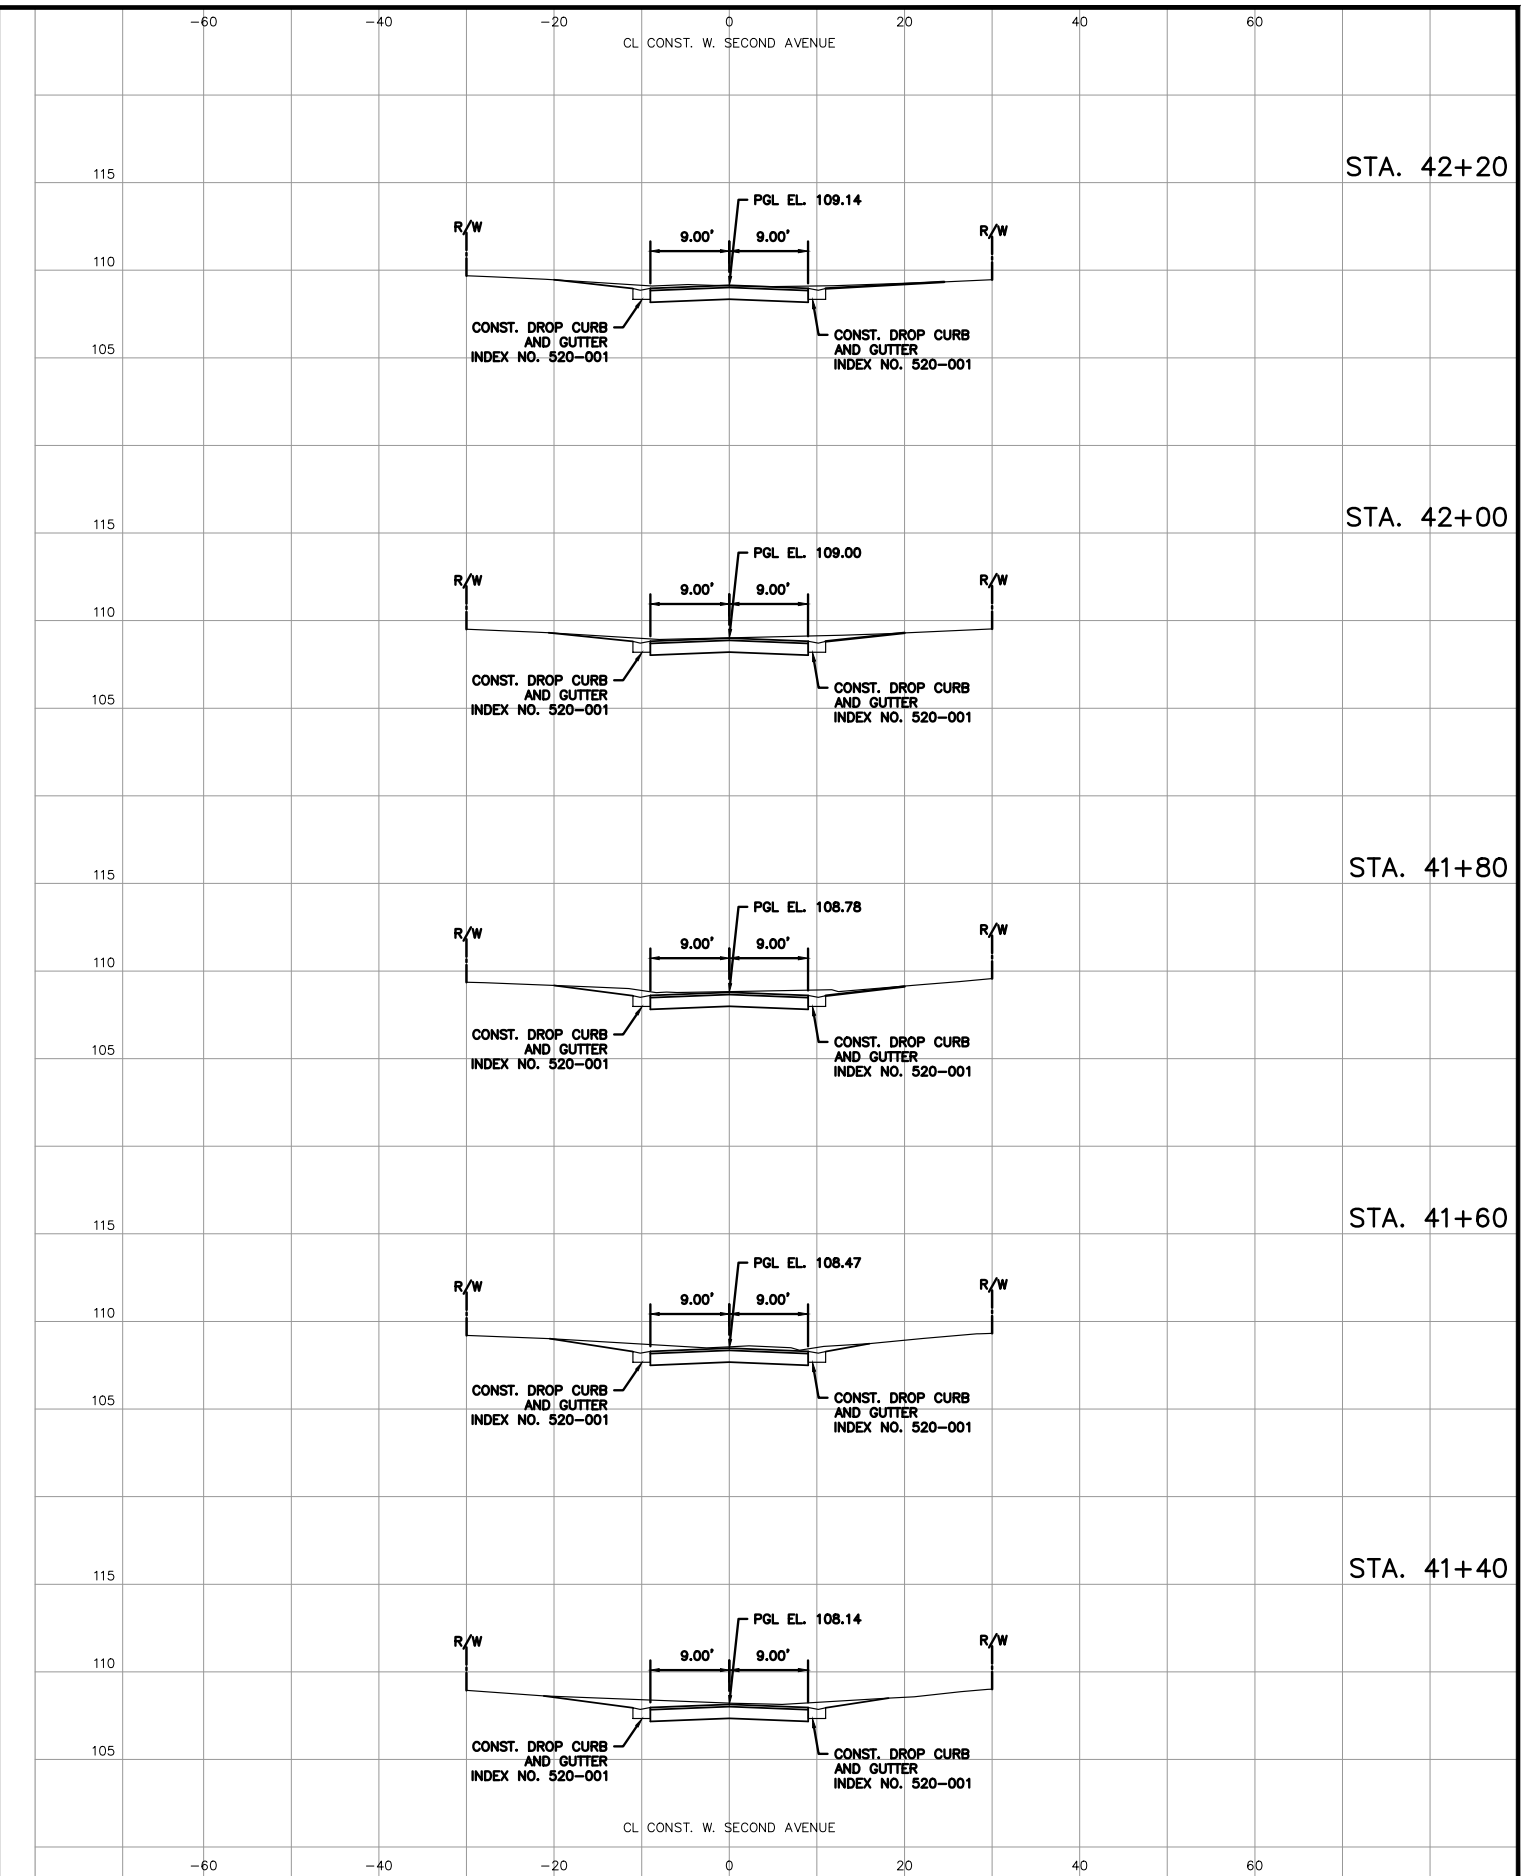 -60 -40 -20 0 20 40 60
CL CONST. W. SECOND AVENUE
STA. 42+20
115
PGL EL. 109.14
R/W
R/W
9.00' 9.00'
110
CONST. DROP CURB
AND GUTTER
INDEX NO. 520-001
CONST. DROP CURB
AND GUTTER
INDEX NO. 520-001
105
STA. 42+00
115
PGL EL. 109.00
R/W
R/W
9.00' 9.00'
110
CONST. DROP CURB
AND GUTTER
INDEX NO. 520-001
CONST. DROP CURB
AND GUTTER
INDEX NO. 520-001
105
STA. 41+80
115
PGL EL. 108.78
R/W
R/W
9.00' 9.00'
110
CONST. DROP CURB
AND GUTTER
INDEX NO. 520-001
CONST. DROP CURB
AND GUTTER
INDEX NO. 520-001
105
STA. 41+60
115
PGL EL. 108.47
R/W
R/W
9.00' 9.00'
110
CONST. DROP CURB
AND GUTTER
INDEX NO. 520-001
CONST. DROP CURB
AND GUTTER
INDEX NO. 520-001
105
STA. 41+40
115
PGL EL. 108.14
R/W
R/W
9.00' 9.00'
110
CONST. DROP CURB
AND GUTTER
INDEX NO. 520-001
CONST. DROP CURB
AND GUTTER
INDEX NO. 520-001
105
CL CONST. W. SECOND AVENUE
-60 -40 -20 0 20 40 60